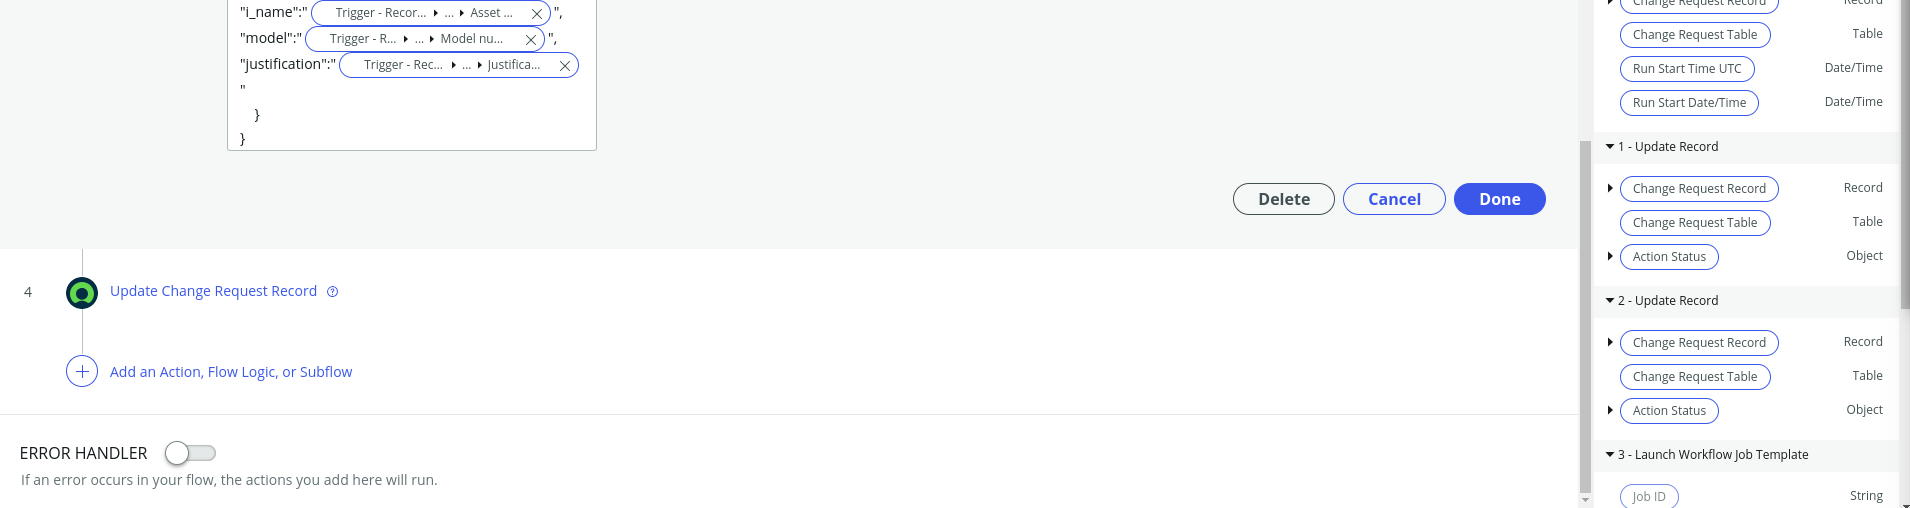 "i_name":" Trigger - Recor... ▸ ... ▸ Asset ... ",
"model":" Trigger - R... ▸ ... ▸ Model nu... ",
"justification":" Trigger - Rec... ▸ ... ▸ Justifica...
"
}
}
Delete Cancel Done
4 Update Change Request Record
Add an Action, Flow Logic, or Subflow
ERROR HANDLER
If an error occurs in your flow, the actions you add here will run.
Change Request Record Record
Change Request Table Table
Run Start Time UTC Date/Time
Run Start Date/Time Date/Time
1 - Update Record
Change Request Record Record
Change Request Table Table
Action Status Object
2 - Update Record
Change Request Record Record
Change Request Table Table
Action Status Object
3 - Launch Workflow Job Template
Job ID String